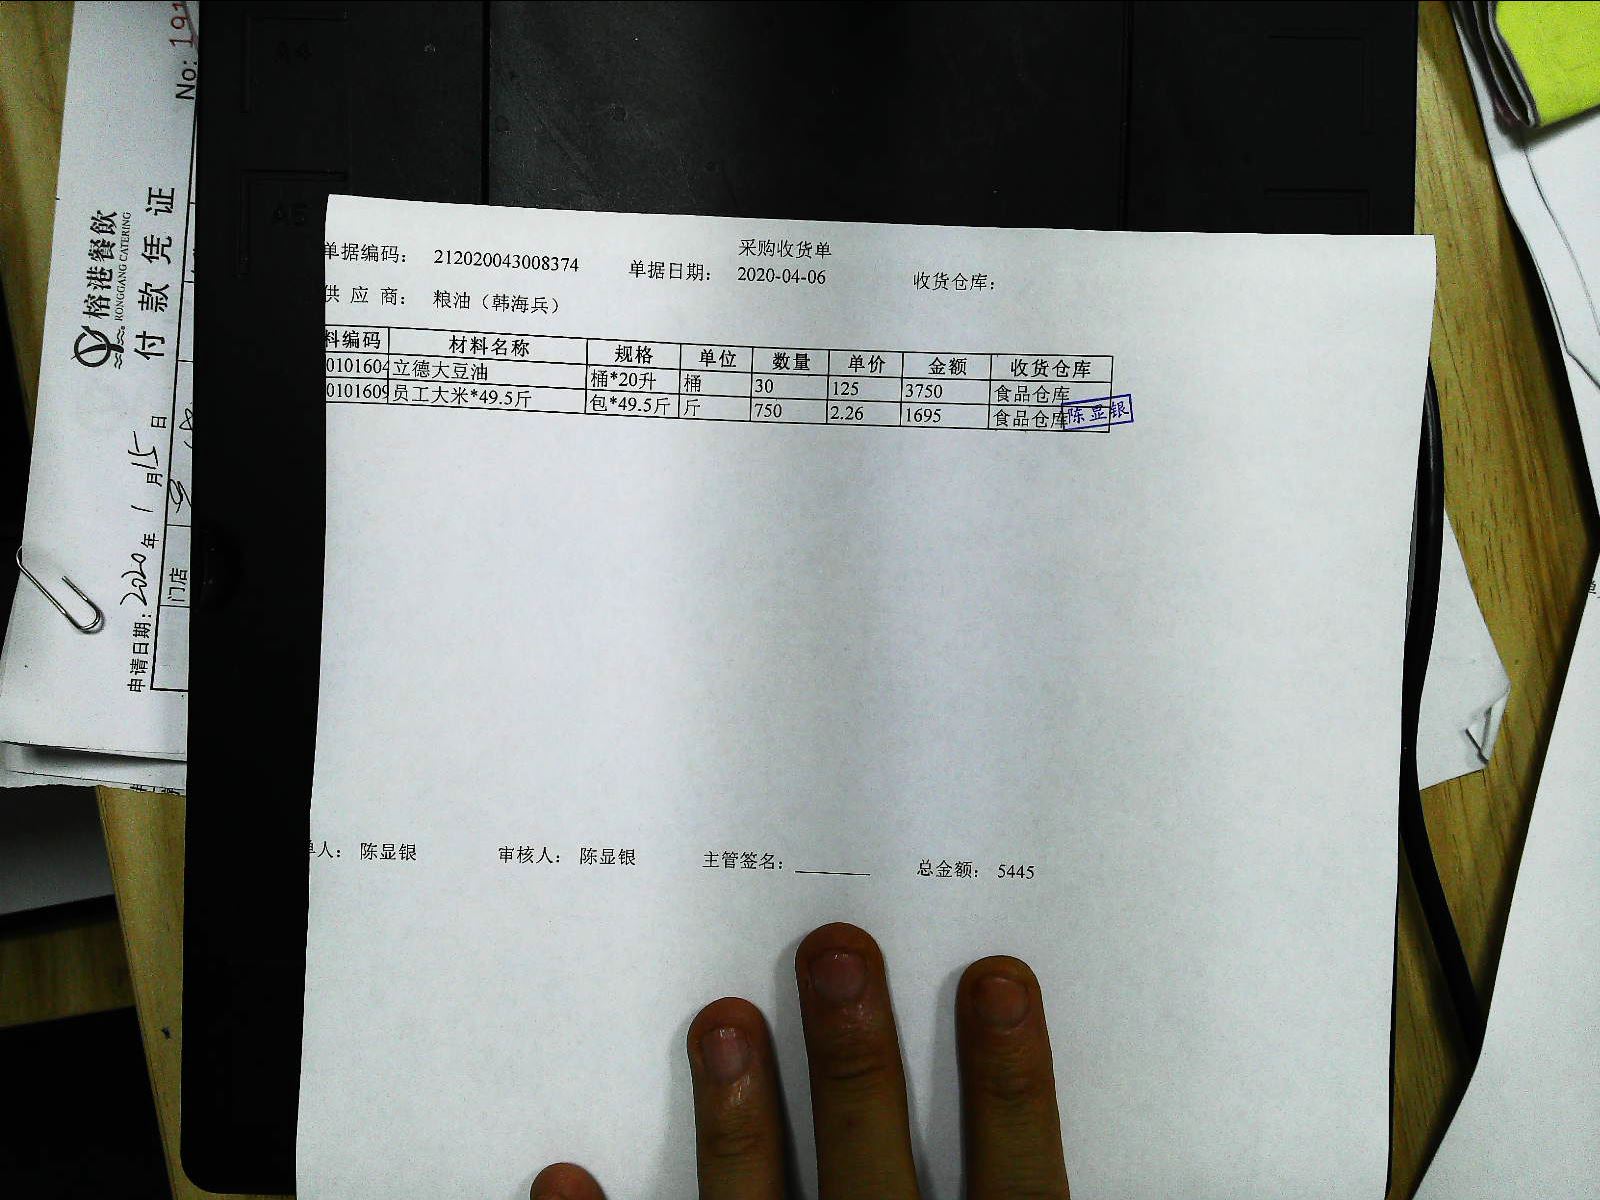 采购收货单
单据编码： 212020043008374 单据日期： 2020-04-06 收货仓库：
供 应 商： 粮油（韩海兵）
料编码 材料名称 规格 单位 数量 单价 金额 收货仓库
0101604 立德大豆油 桶*20升 桶 30 125 3750 食品仓库
0101609 员工大米*49.5斤 包*49.5斤 斤 750 2.26 1695 食品仓库
陈显银
单人： 陈显银 审核人： 陈显银 主管签名： 总金额： 5445
榕港餐飲
RONGGANG CATERING
付款凭证
No: 191
申请日期：2020年1月15日
门店